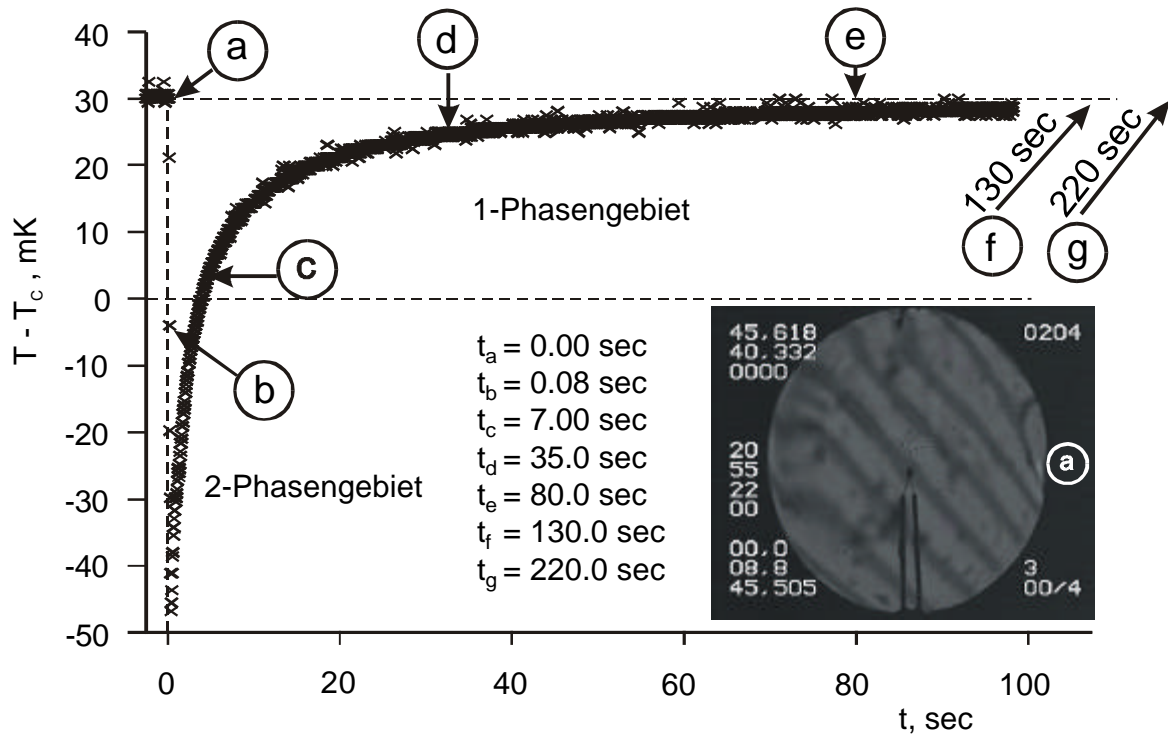 40
30
20
10
0
-10
-20
-30
-40
-50
T - T_c , mK
0 20 40 60 80 100
t, sec
a
b
c
d
e
130 sec
f
220 sec
g
1-Phasengebiet
2-Phasengebiet
t_a = 0.00 sec
t_b = 0.08 sec
t_c = 7.00 sec
t_d = 35.0 sec
t_e = 80.0 sec
t_f = 130.0 sec
t_g = 220.0 sec
45.618
40.332
0000
0204
20
55
22
00
a
00.0
08.8
45.505
3
00/4